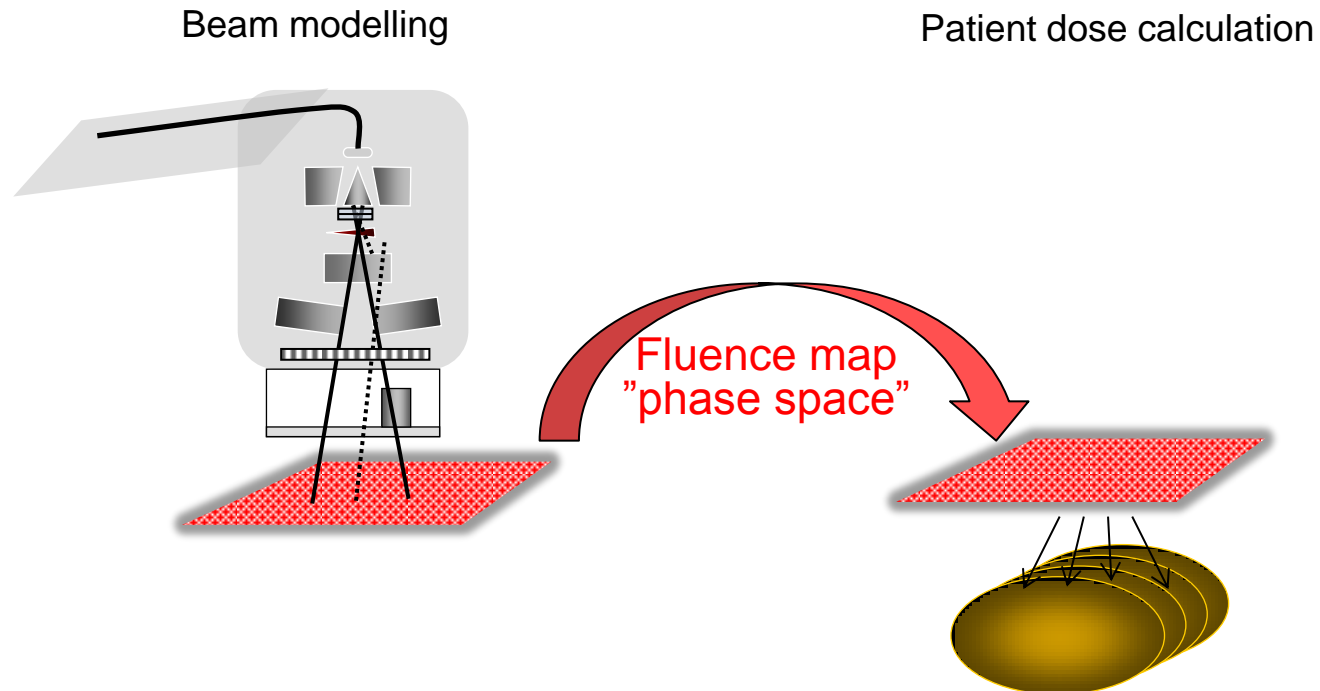 Beam modelling
Patient dose calculation
Fluence map
”phase space”